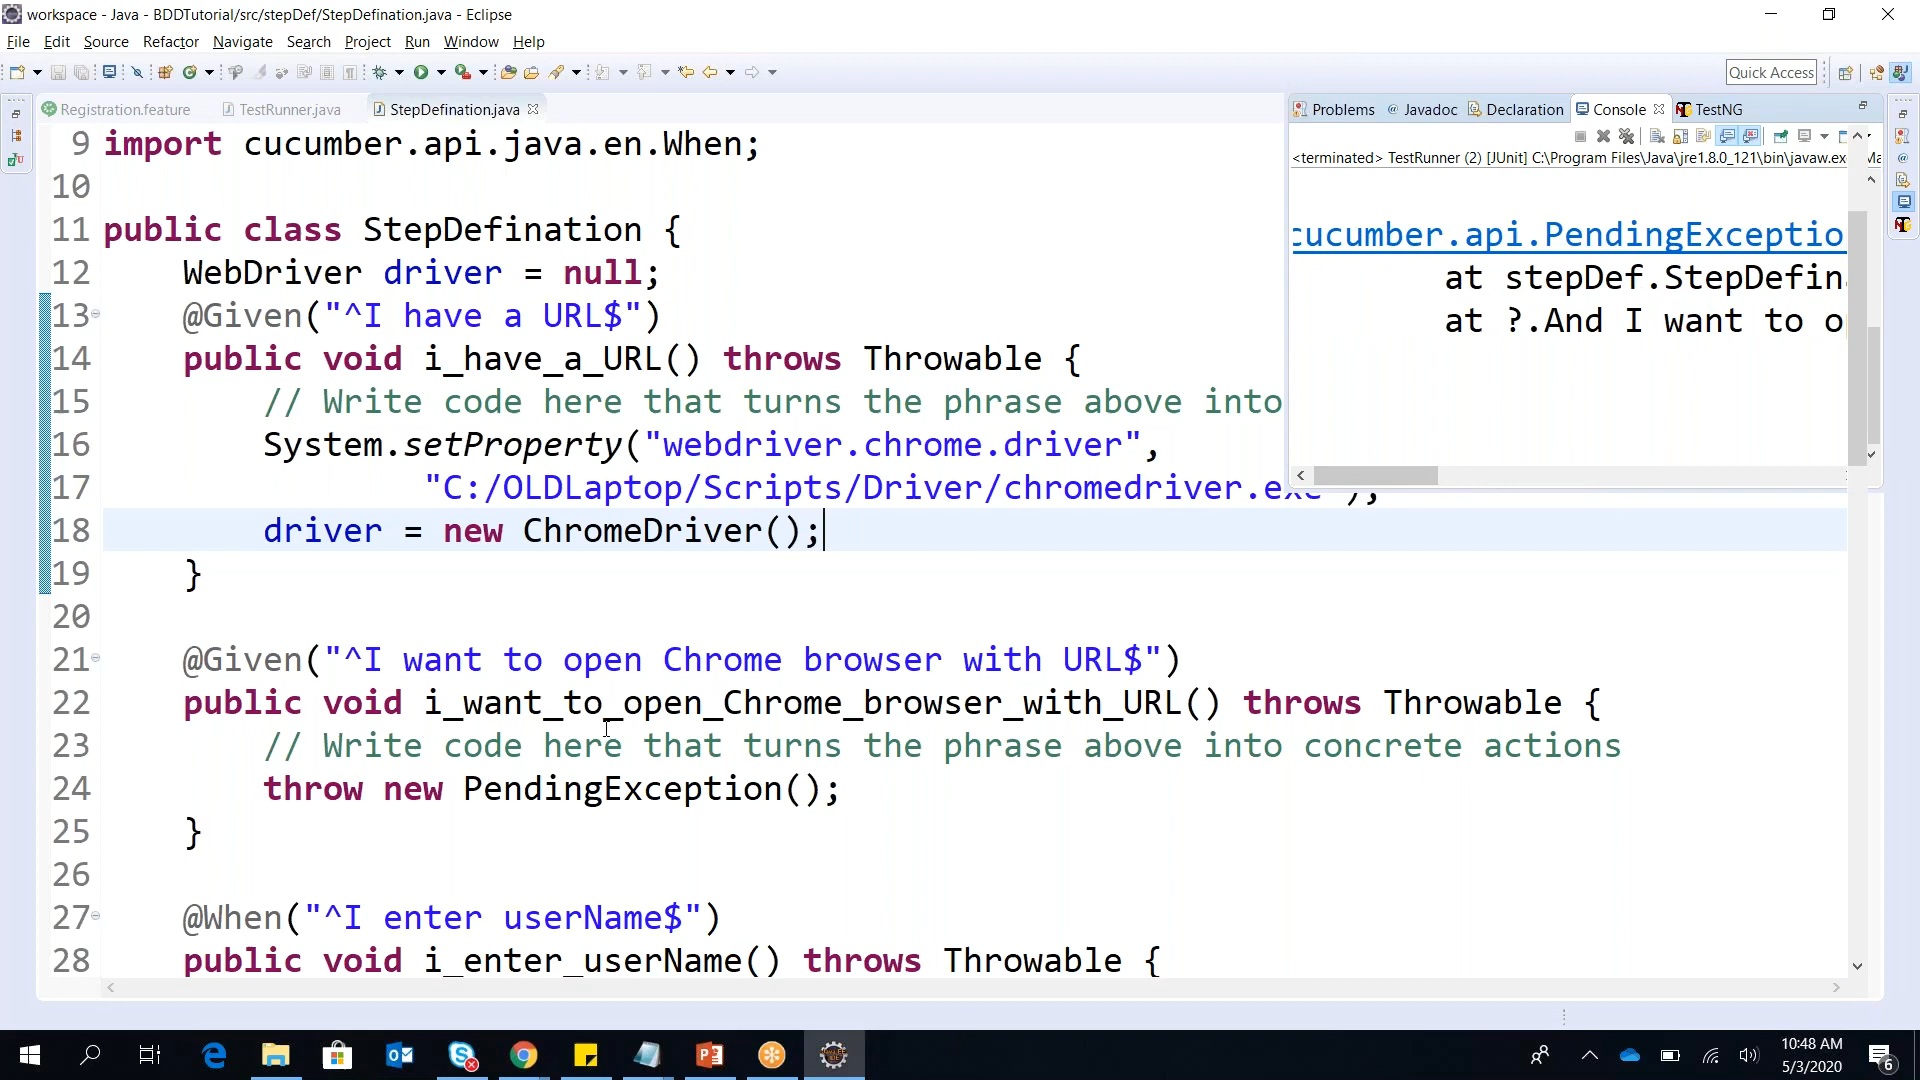 workspace - Java - BDDTutorial/src/stepDef/StepDefination.java - Eclipse
File Edit Source Refactor Navigate Search Project Run Window Help
Quick Access
Registration.feature TestRunner.java StepDefination.java
Problems @ Javadoc Declaration Console TestNG
<terminated> TestRunner (2) [JUnit] C:\Program Files\Java\jre1.8.0_121\bin\javaw.exe
cucumber.api.PendingExceptio
at stepDef.StepDefin
at ?.And I want to o
9 import cucumber.api.java.en.When;
10
11 public class StepDefination {
12 WebDriver driver = null;
13 @Given("^I have a URL$")
14 public void i_have_a_URL() throws Throwable {
15 // Write code here that turns the phrase above into
16 System.setProperty("webdriver.chrome.driver",
17 "C:/OLDLaptop/Scripts/Driver/chromedriver.exe");
18 driver = new ChromeDriver();
19 }
20
21 @Given("^I want to open Chrome browser with URL$")
22 public void i_want_to_open_Chrome_browser_with_URL() throws Throwable {
23 // Write code here that turns the phrase above into concrete actions
24 throw new PendingException();
25 }
26
27 @When("^I enter userName$")
28 public void i_enter_userName() throws Throwable {
10:48 AM
5/3/2020
6